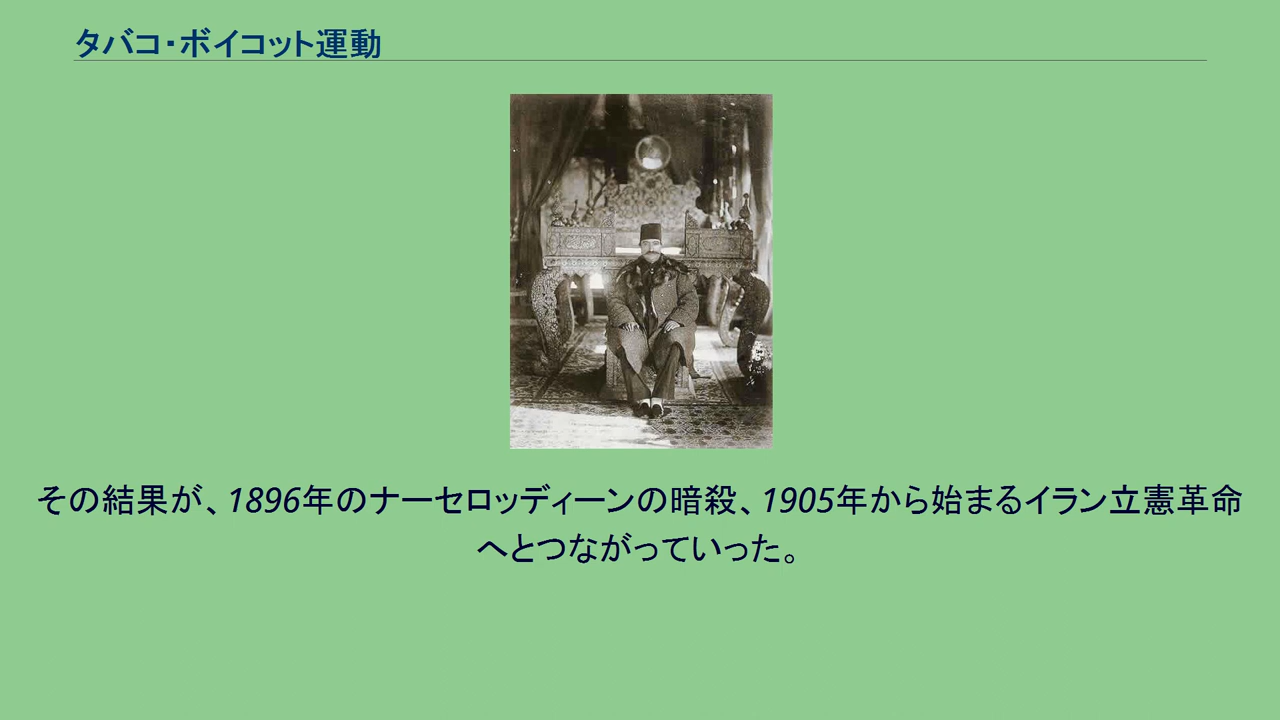 タバコ・ボイコット運動
その結果が、1896年のナーセロッディーンの暗殺、1905年から始まるイラン立憲革命
へとつながっていった。